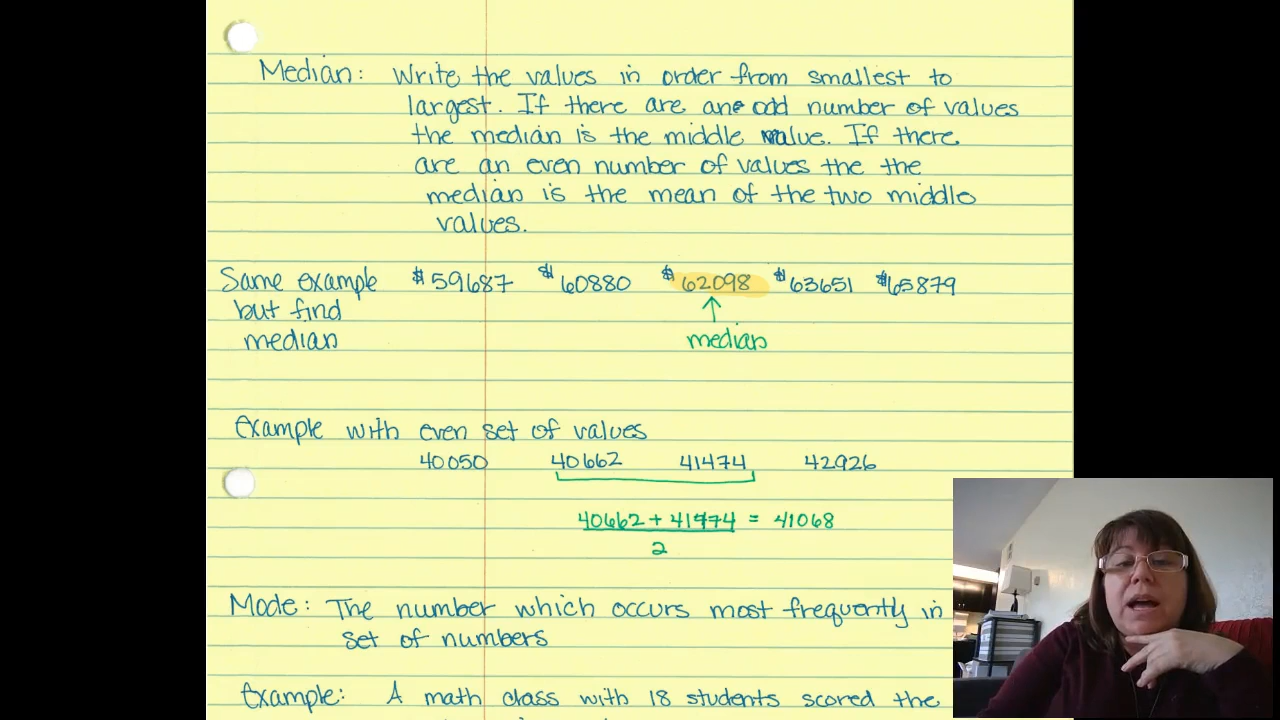 Median: Write the values in order from smallest to
largest. If there are an odd number of values
the median is the middle value. If there
are an even number of values the the
median is the mean of the two middle
values.
Same example $59687 $60880 $62098 $63651 $65879
but find
median median
Example with even set of values
40050 40662 41474 42926
40662 + 41474 = 41068
2
Mode: The number which occurs most frequently in
set of numbers
Example: A math class with 18 students scored the